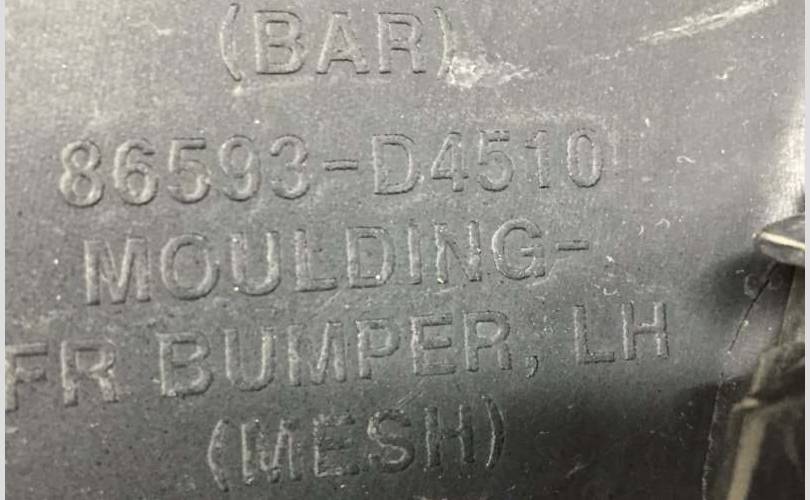 (BAR)
86593-D4510
MOULDING-
FR BUMPER, LH
(MESH)